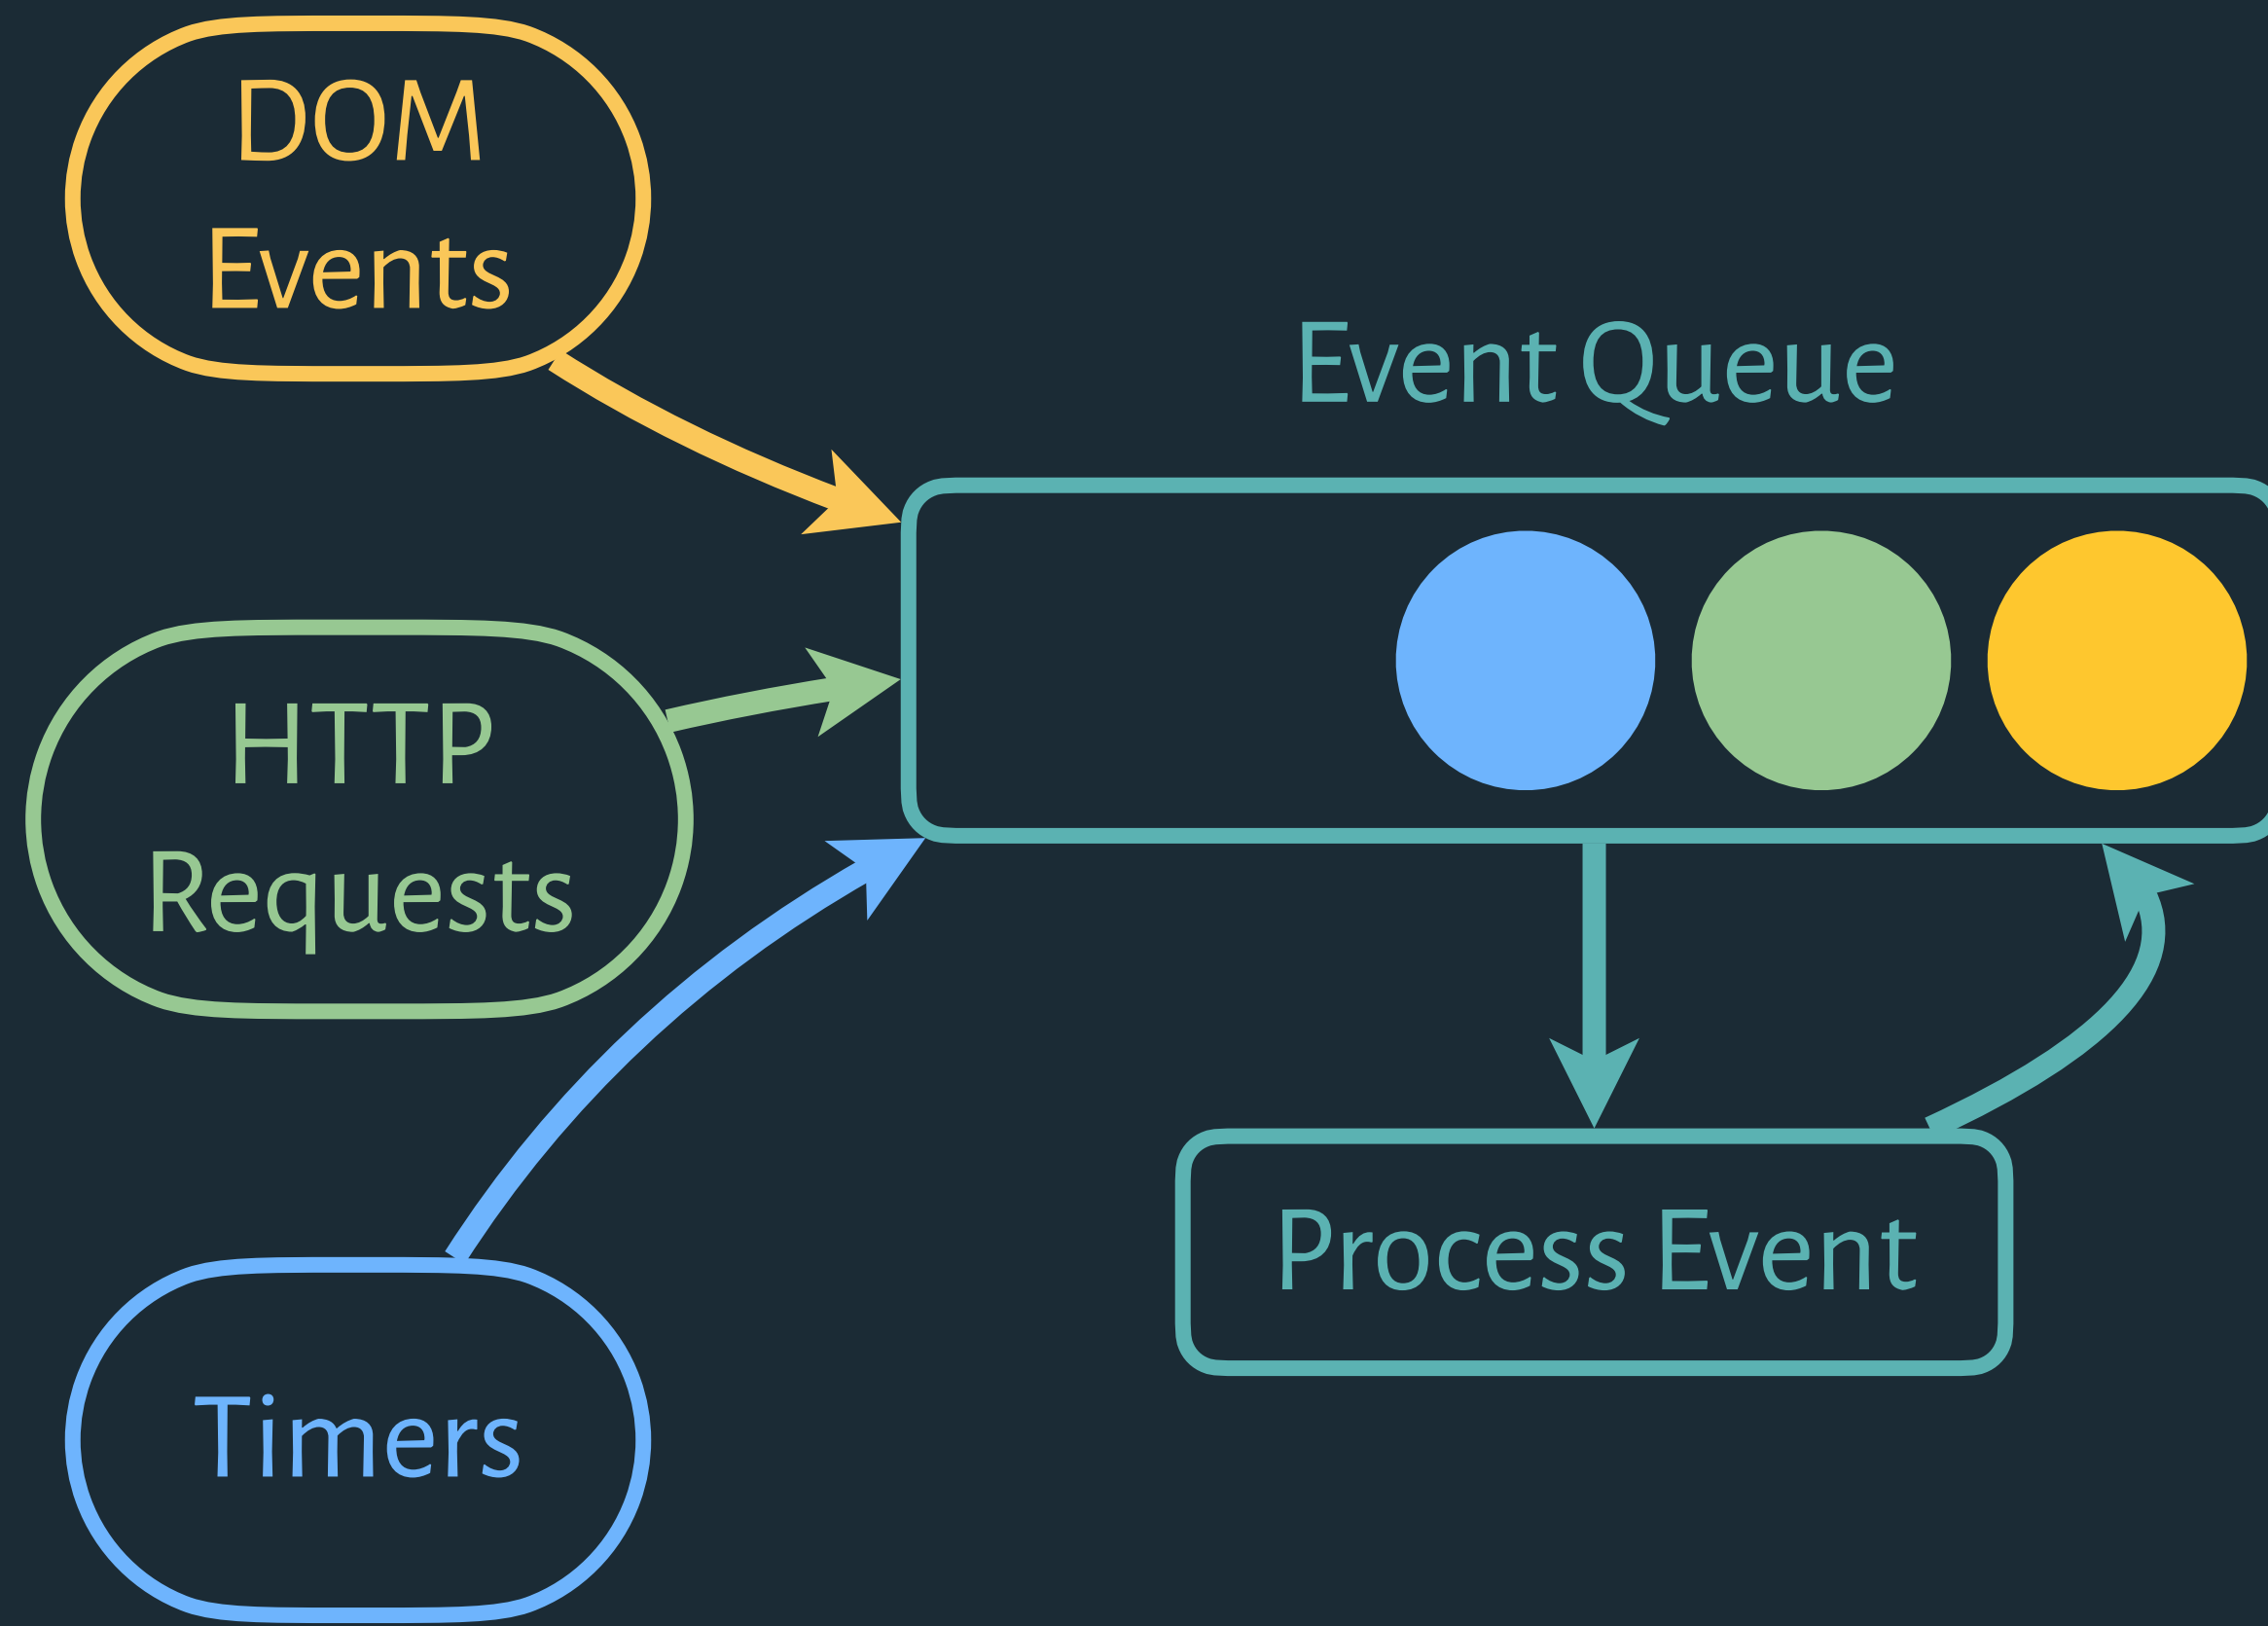 DOM
Events
Event Queue
HTTP
Requests
Process Event
Timers